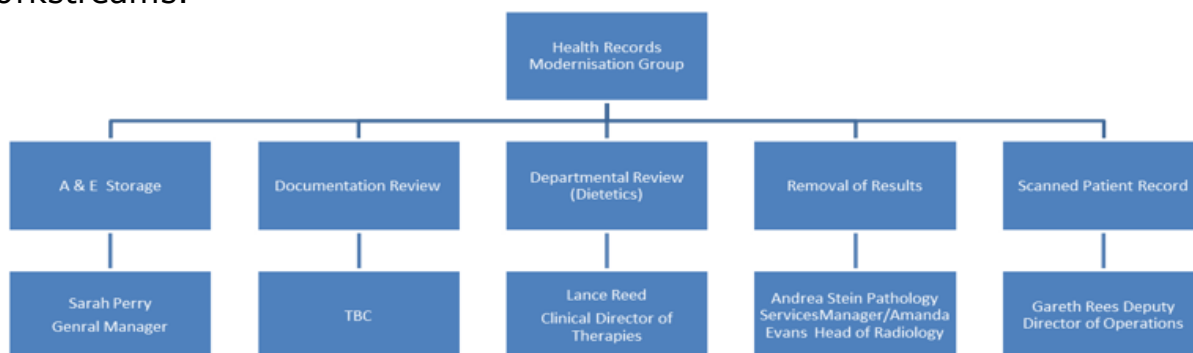 orkstreams.
Health Records
Modernisation Group
A & E Storage
Documentation Review
Departmental Review
(Dietetics)
Removal of Results
Scanned Patient Record
Sarah Perry
Genral Manager
TBC
Lance Reed
Clinical Director of
Therapies
Andrea Stein Pathology
ServicesManager/Amanda
Evans Head of Radiology
Gareth Rees Deputy
Director of Operations